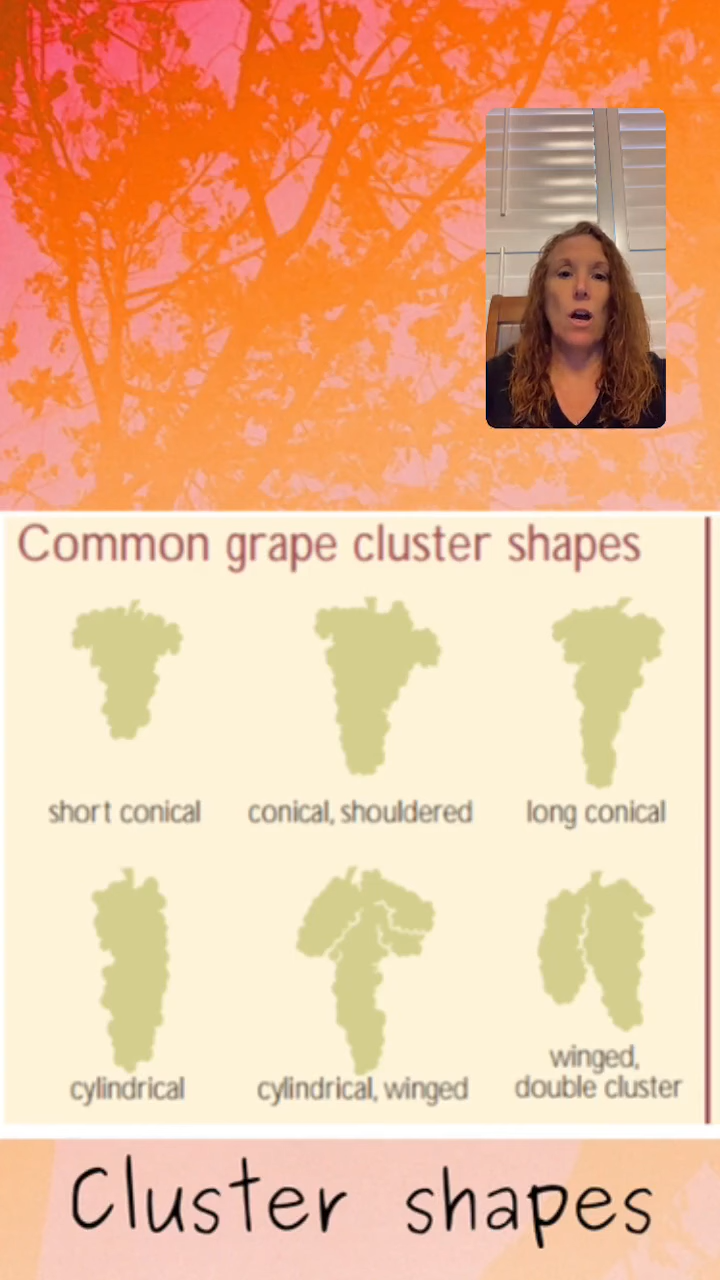 Common grape cluster shapes
short conical
conical, shouldered
long conical
cylindrical
cylindrical, winged
winged,
double cluster
Cluster shapes